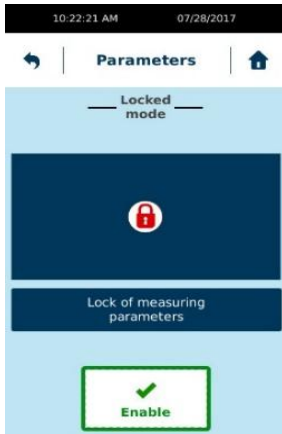 10:22:21 AM 07/28/2017
Parameters
Locked
mode
Lock of measuring
parameters
Enable